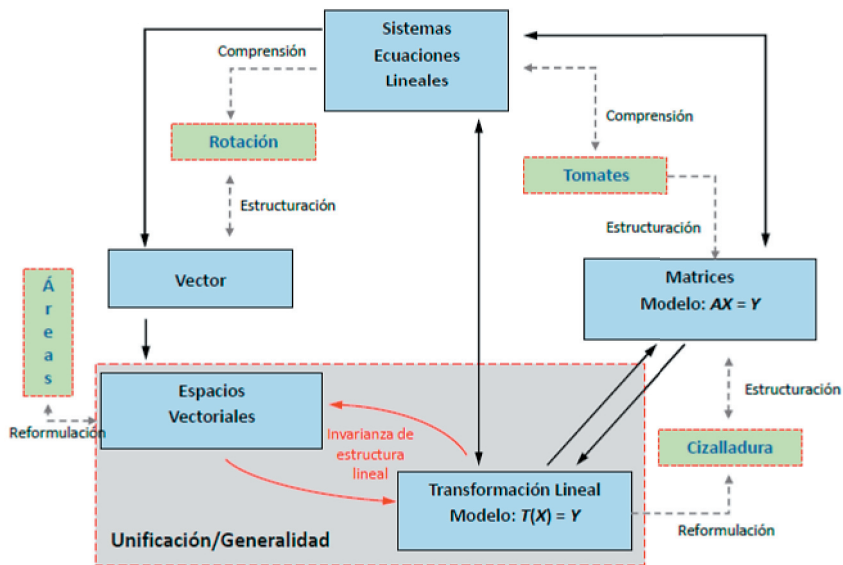 Sistemas
Ecuaciones
Lineales
Comprensión
Comprensión
Rotación
Tomates
Estructuración
Estructuración
Vector
Matrices
Modelo: AX = Y
Á
r
e
a
s
Espacios
Vectoriales
Estructuración
Reformulación
Invarianza de
estructura
lineal
Cizalladura
Transformación Lineal
Modelo: T(X) = Y
Reformulación
Unificación/Generalidad